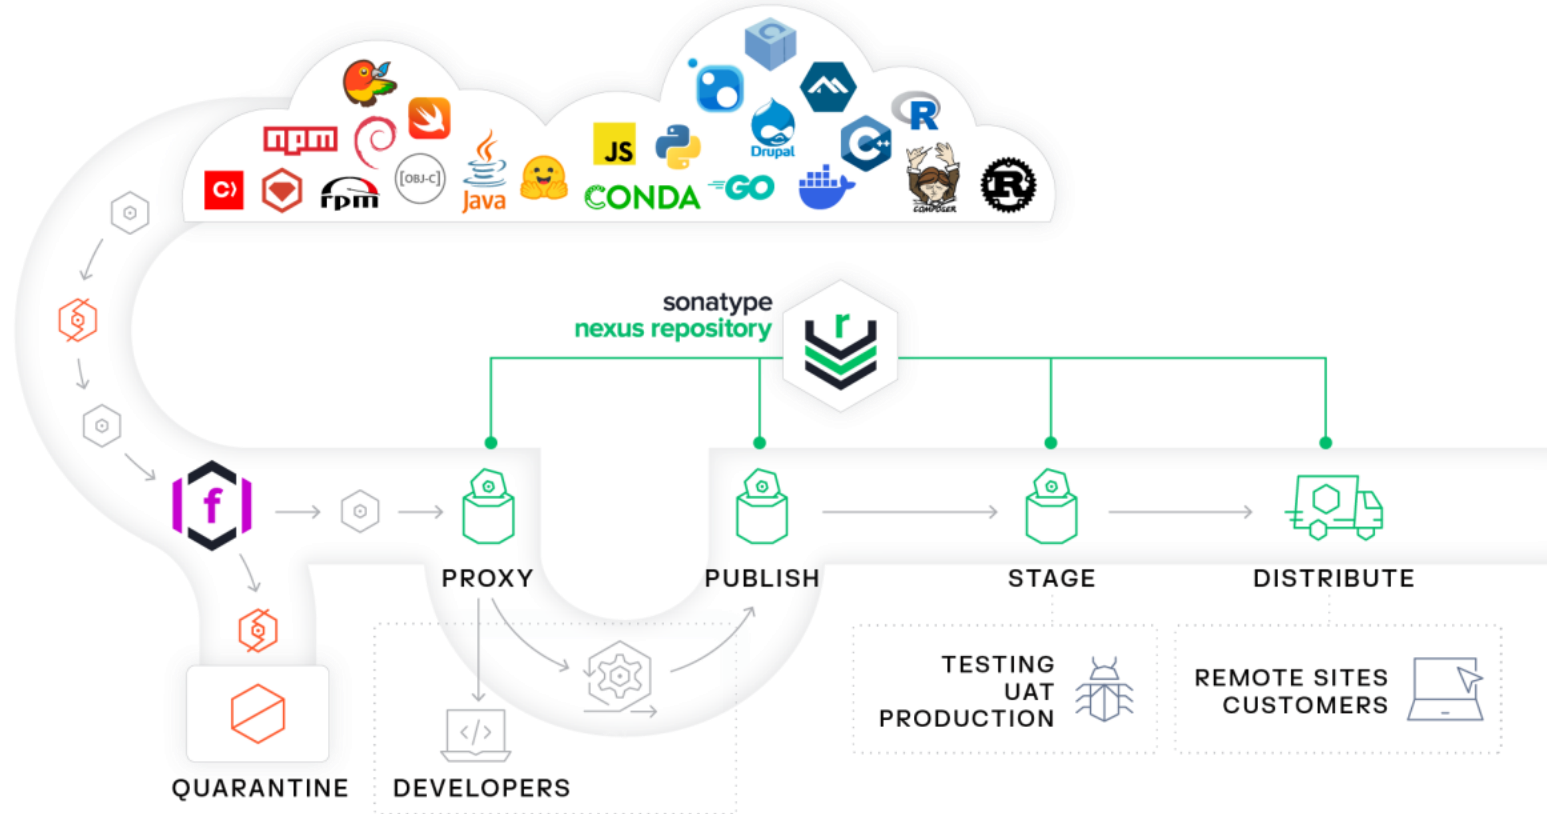 npm
[OBJ-C]
rpm
Java
JS
CONDA
GO
Drupal
C
C++
R
COMPOSER
R
sonatype
nexus repository
r
f
PROXY
PUBLISH
STAGE
DISTRIBUTE
TESTING
UAT
PRODUCTION
REMOTE SITES
CUSTOMERS
</>
QUARANTINE
DEVELOPERS